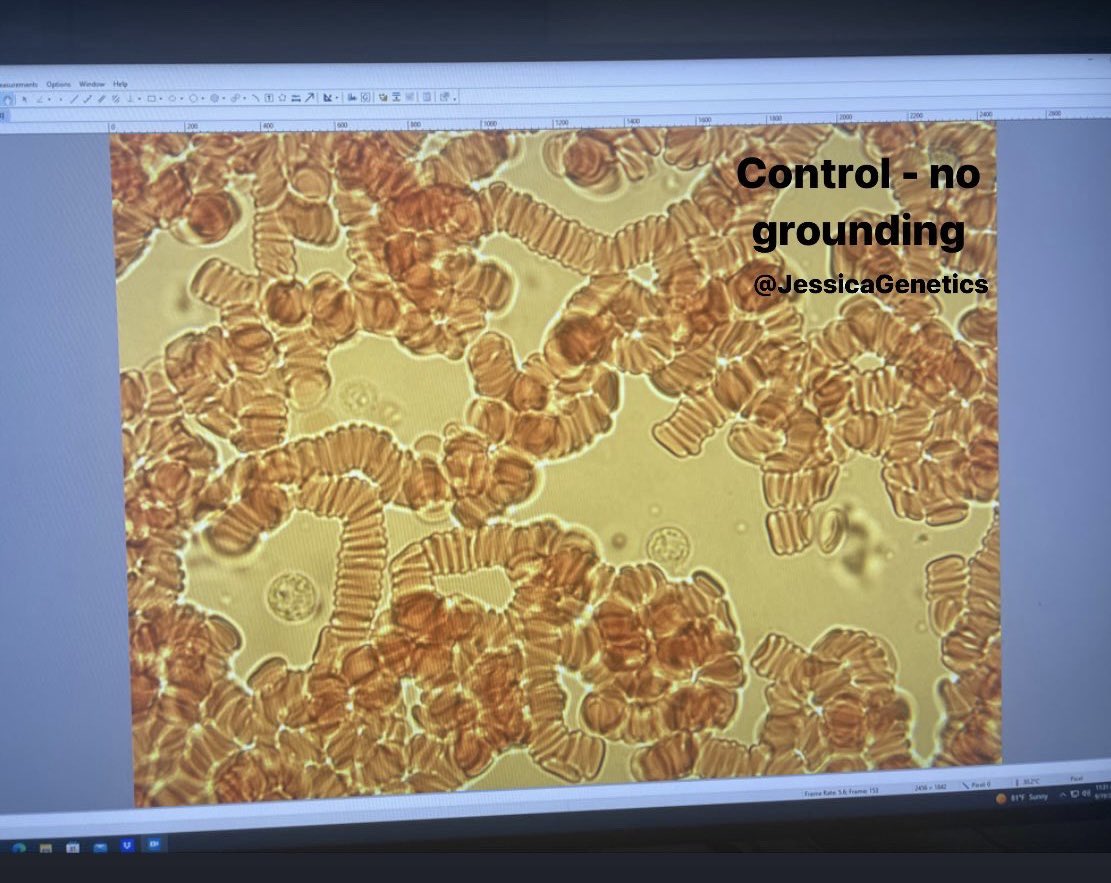 Options Window Help
0 200 400 600 800 1000 1200 1400 1600 1800 2000 2200 2400 2600
Control - no
grounding
@JessicaGenetics
Frame Rate: 5.6; Frame: 153 2456 × 1842 Pixel: 0 30.2°C Pixel
81°F Sunny